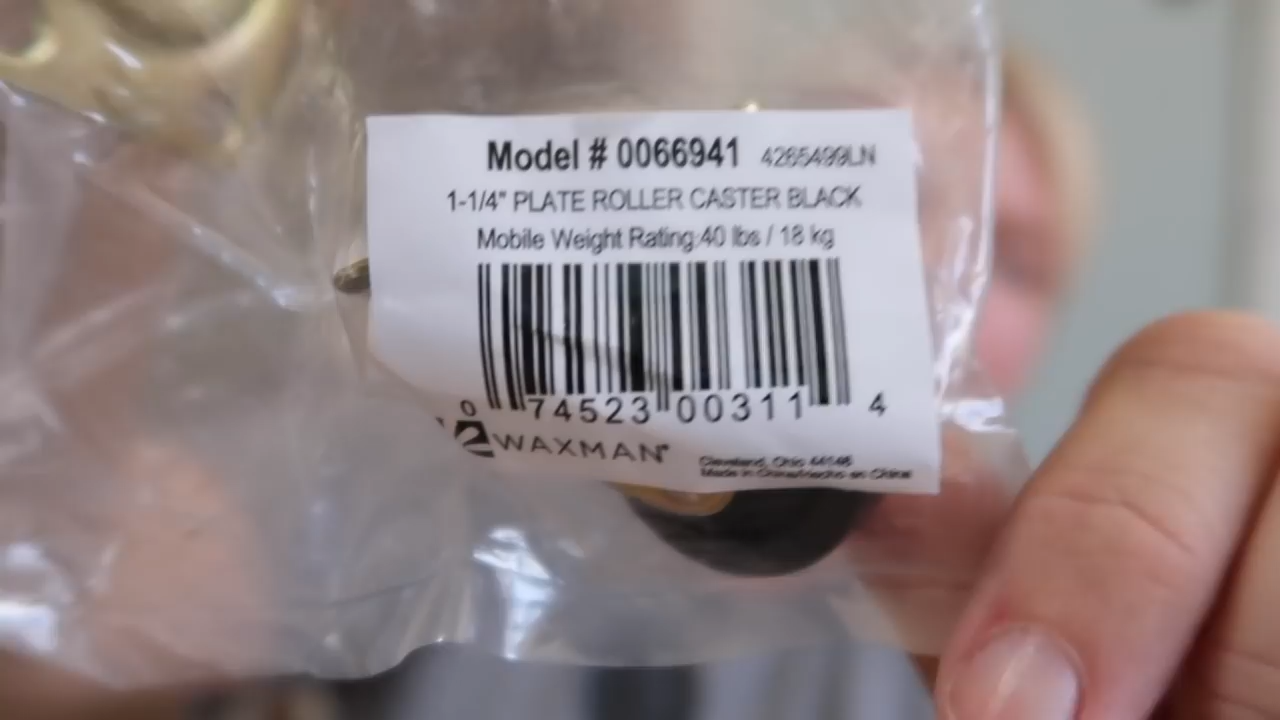 Model # 0066941 4265499LN
1-1/4" PLATE ROLLER CASTER BLACK
Mobile Weight Rating:40 lbs / 18 kg
0 74523 00311 4
WAXMAN®
Cleveland, Ohio 44146
Made in China/Hecho en China